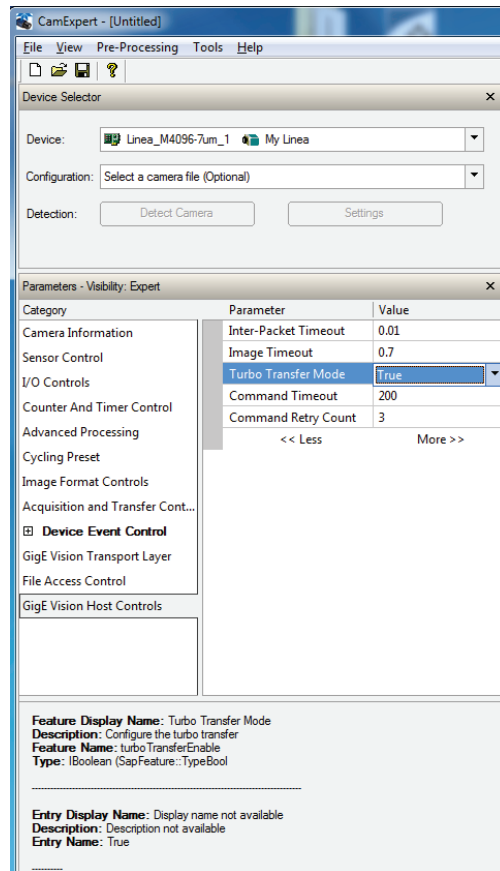 CamExpert - [Untitled]
File View Pre-Processing Tools Help
Device Selector
Device: Linea_M4096-7um_1 My Linea
Configuration: Select a camera file (Optional)
Detection: Detect Camera Settings
Parameters - Visibility: Expert
Category Parameter Value
Camera Information Inter-Packet Timeout 0.01
Sensor Control Image Timeout 0.7
I/O Controls Turbo Transfer Mode True
Counter And Timer Control Command Timeout 200
Advanced Processing Command Retry Count 3
Cycling Preset << Less More >>
Image Format Controls
Acquisition and Transfer Cont...
Device Event Control
GigE Vision Transport Layer
File Access Control
GigE Vision Host Controls
Feature Display Name: Turbo Transfer Mode
Description: Configure the turbo transfer
Feature Name: turboTransferEnable
Type: IBoolean (SapFeature::TypeBool
--------------------------------------------------------------------------------
Entry Display Name: Display name not available
Description: Description not available
Entry Name: True
----------